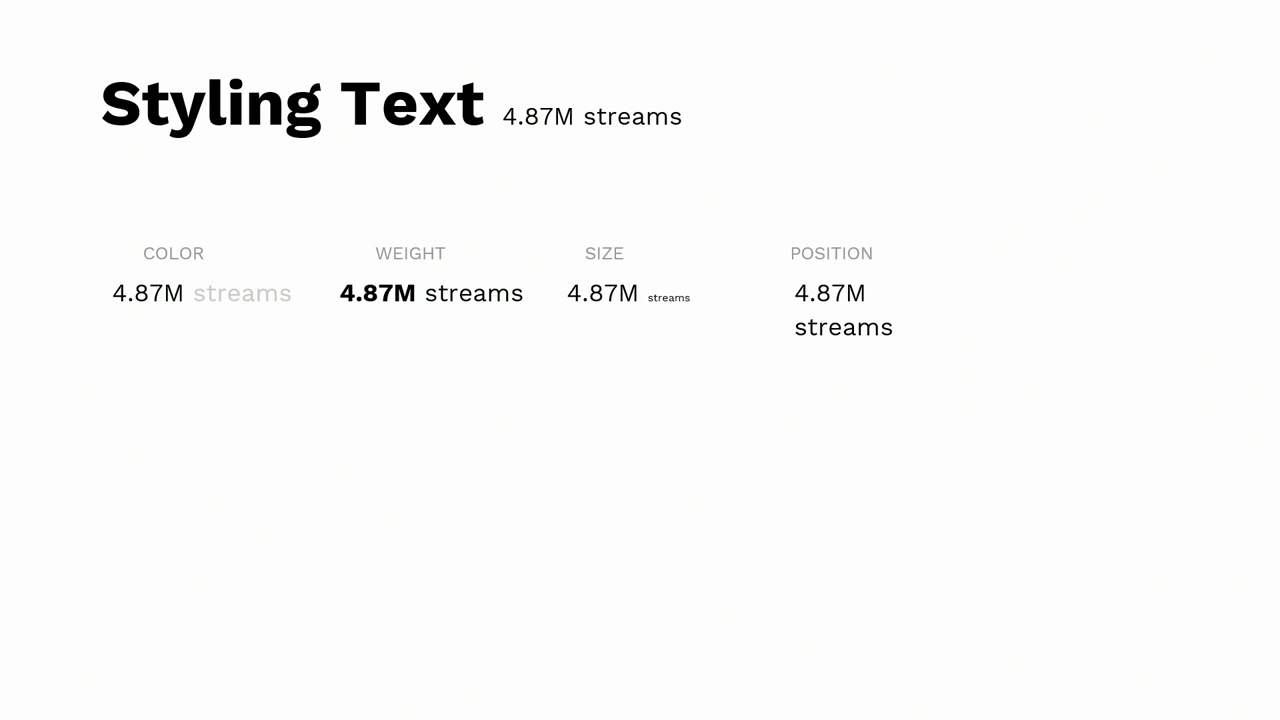 Styling Text 4.87M streams
COLOR WEIGHT SIZE POSITION
4.87M streams 4.87M streams 4.87M streams 4.87M
streams